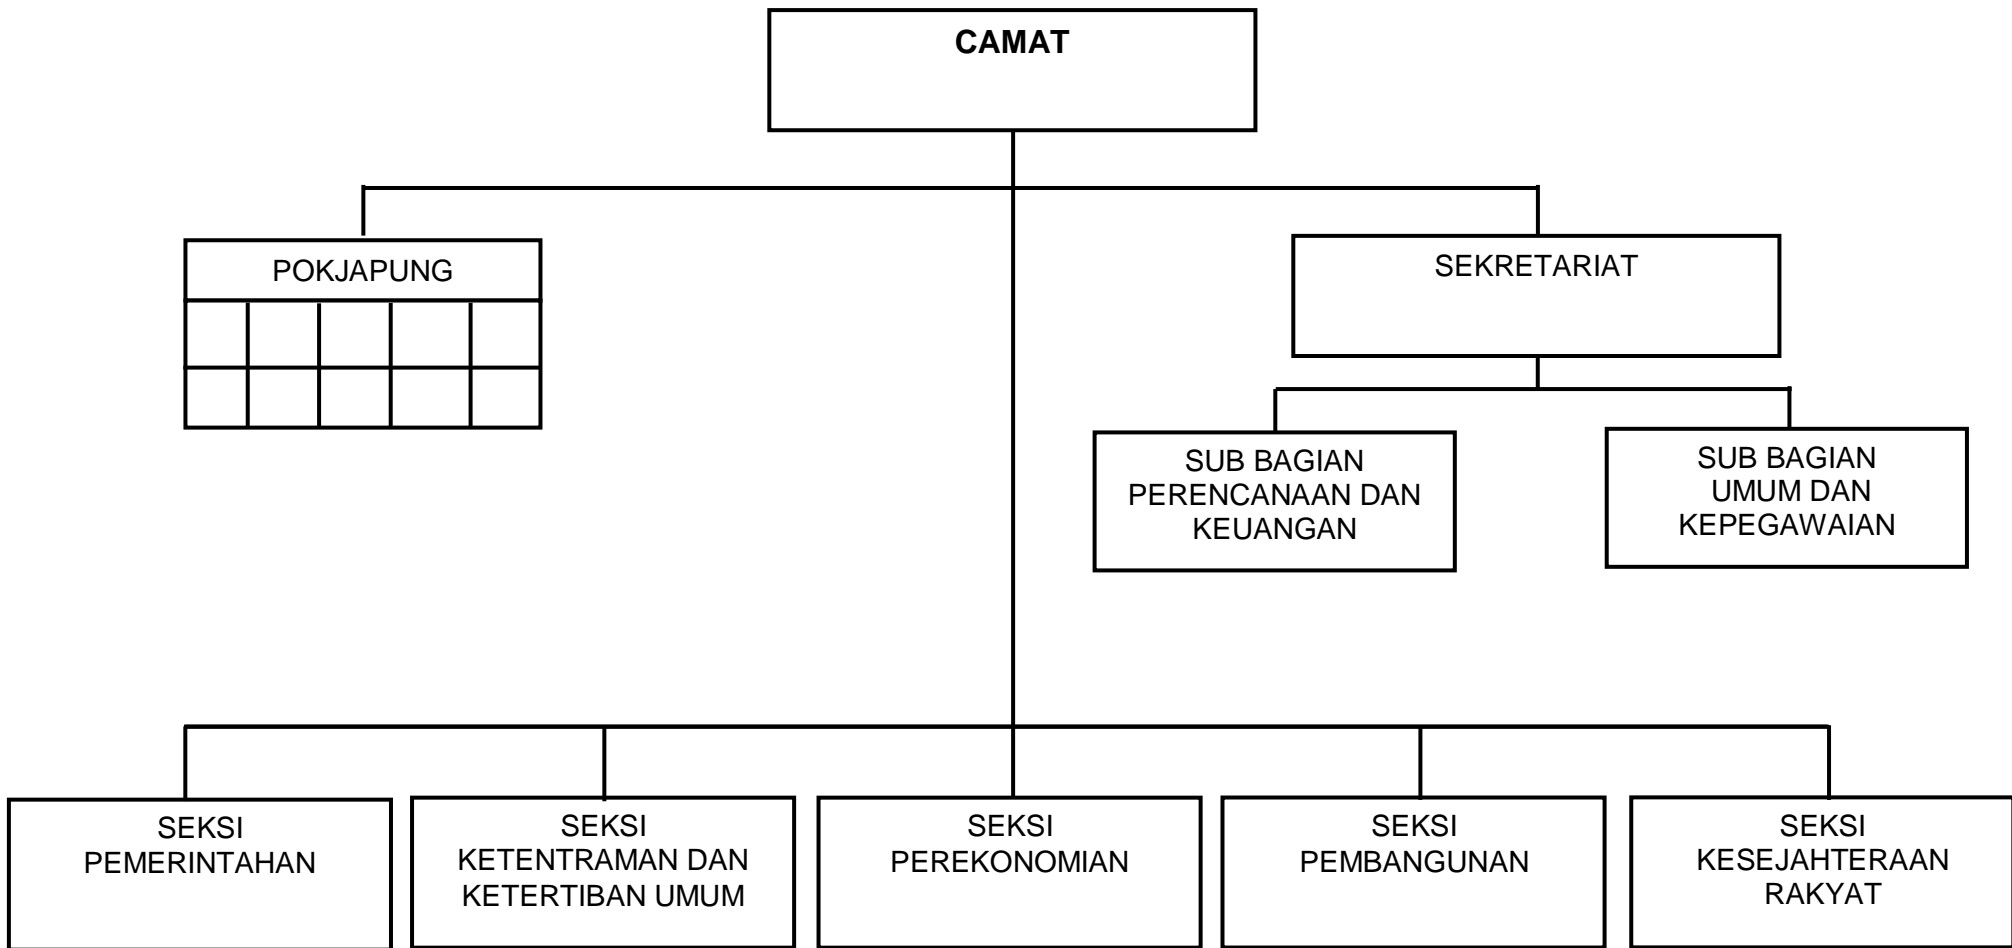 CAMAT
POKJAPUNG
SEKRETARIAT
SUB BAGIAN
PERENCANAAN DAN
KEUANGAN
SUB BAGIAN
UMUM DAN
KEPEGAWAIAN
SEKSI
PEMERINTAHAN
SEKSI
KETENTRAMAN DAN
KETERTIBAN UMUM
SEKSI
PEREKONOMIAN
SEKSI
PEMBANGUNAN
SEKSI
KESEJAHTERAAN
RAKYAT